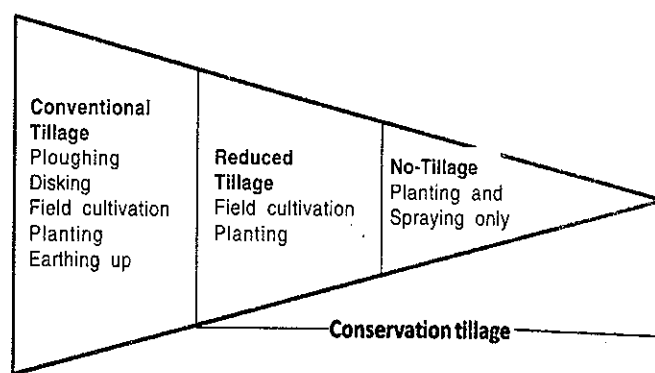 Conventional
Tillage
Ploughing
Disking
Field cultivation
Planting
Earthing up
Reduced
Tillage
Field cultivation
Planting
No-Tillage
Planting and
Spraying only
Conservation tillage